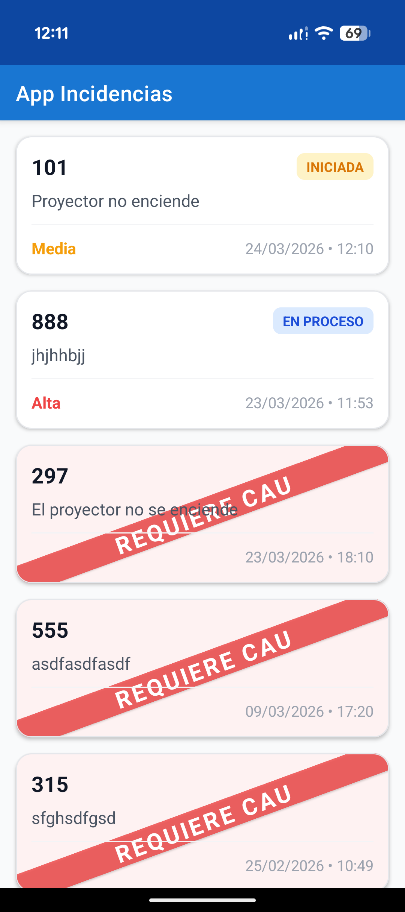 12:11
69
App Incidencias
101
INICIADA
Proyector no enciende
Media
24/03/2026 • 12:10
888
EN PROCESO
jhjhhbjj
Alta
23/03/2026 • 11:53
297
El proyector no se enciende
REQUIERE CAU
23/03/2026 • 18:10
555
asdfasdfasdf
REQUIERE CAU
09/03/2026 • 17:20
315
sfghsdfgsd
REQUIERE CAU
25/02/2026 • 10:49